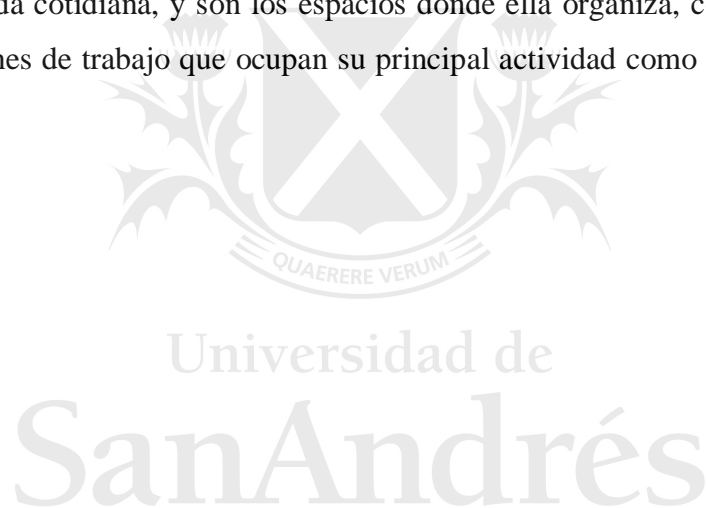 da cotidiana, y son los espacios donde ella organiza, c
nes de trabajo que ocupan su principal actividad como
QUAERERE VERUM
Universidad de
SanAndrés